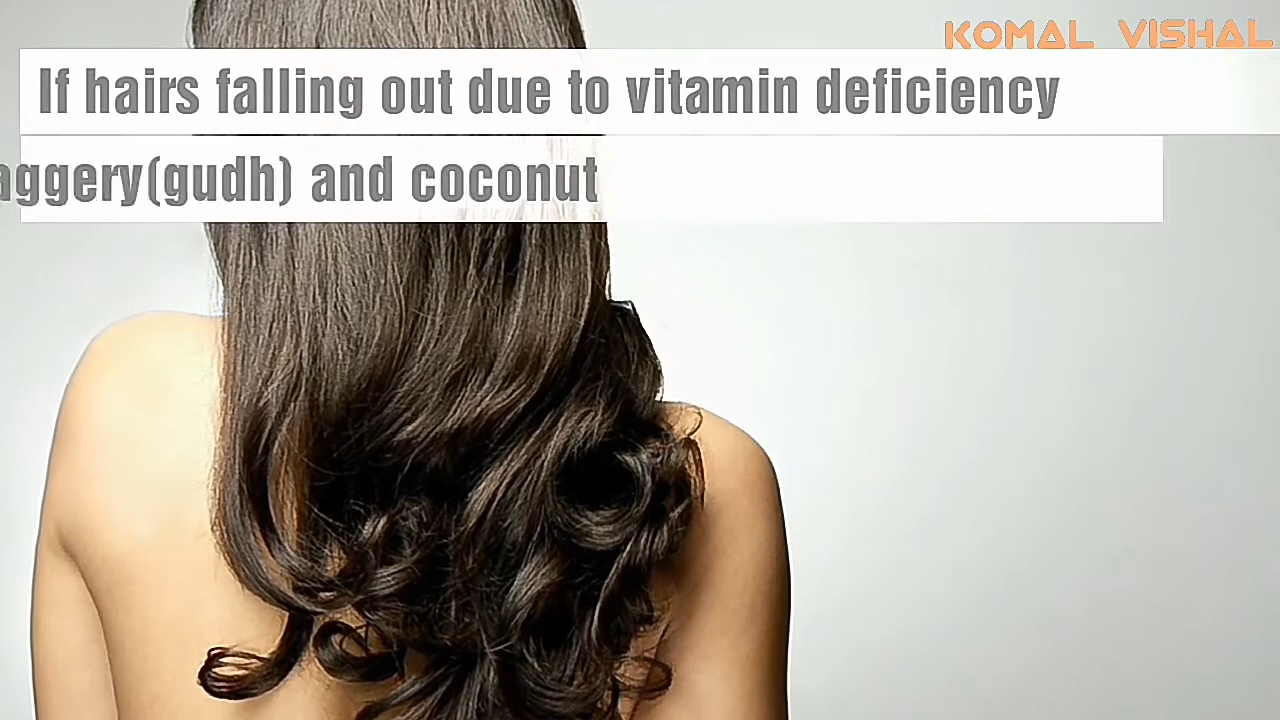 KOMAL VISHAL
If hairs falling out due to vitamin deficiency
aggery(gudh) and coconut